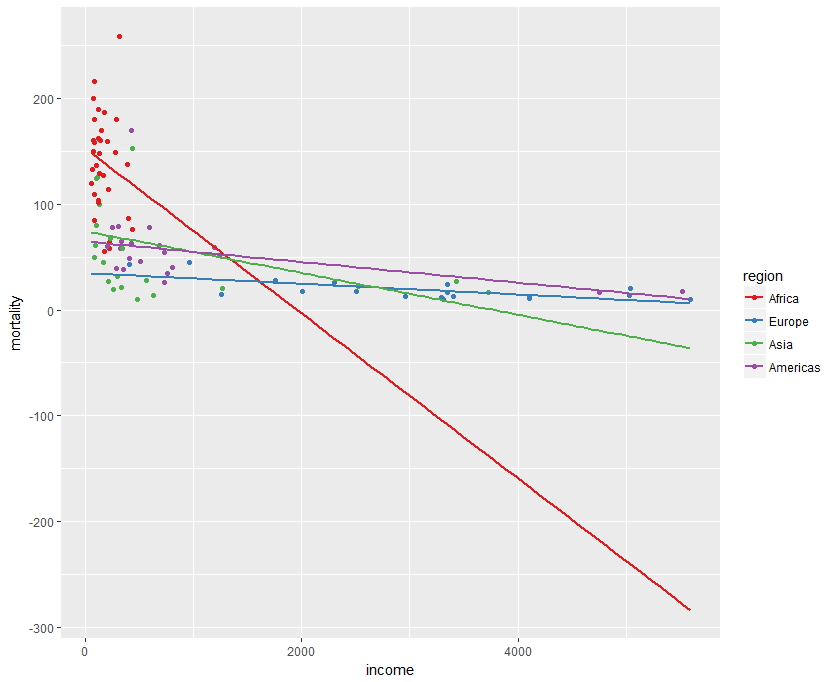 mortality
200
100
0
-100
-200
-300
0 2000 4000
income
region
Africa
Europe
Asia
Americas